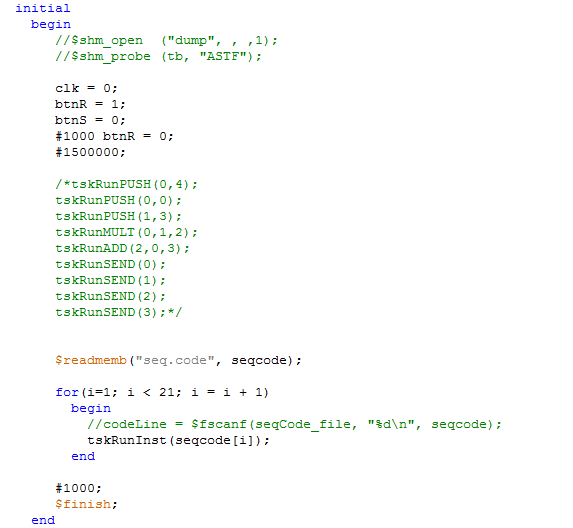 initial
begin
//$shm_open  ("dump", , ,1);
//$shm_probe (tb, "ASTF");
clk = 0;
btnR = 1;
btnS = 0;
#1000 btnR = 0;
#1500000;
/*tskRunPUSH(0,4);
tskRunPUSH(0,0);
tskRunPUSH(1,3);
tskRunMULT(0,1,2);
tskRunADD(2,0,3);
tskRunSEND(0);
tskRunSEND(1);
tskRunSEND(2);
tskRunSEND(3);*/
$readmemb("seq.code", seqcode);
for(i=1; i < 21; i = i + 1)
begin
//codeLine = $fscanf(seqCode_file, "%d\n", seqcode);
tskRunInst(seqcode[i]);
end
#1000;
$finish;
end